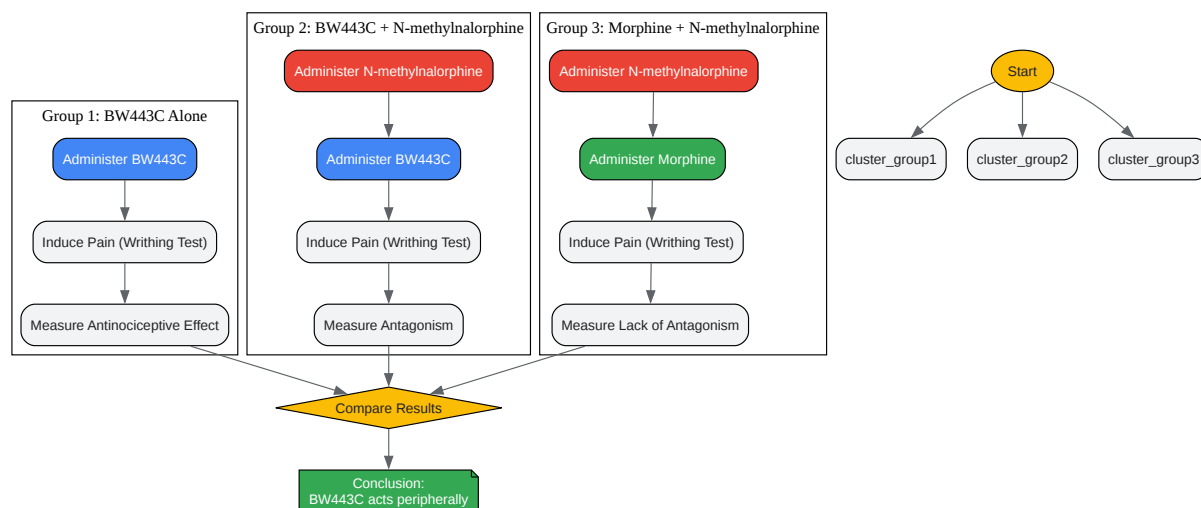 Group 1: BW443C Alone
Administer BW443C
Induce Pain (Writhing Test)
Measure Antinociceptive Effect
Group 2: BW443C + N-methylnalorphine
Administer N-methylnalorphine
Administer BW443C
Induce Pain (Writhing Test)
Measure Antagonism
Group 3: Morphine + N-methylnalorphine
Administer N-methylnalorphine
Administer Morphine
Induce Pain (Writhing Test)
Measure Lack of Antagonism
Compare Results
Conclusion:
BW443C acts peripherally
Start
cluster_group1
cluster_group2
cluster_group3